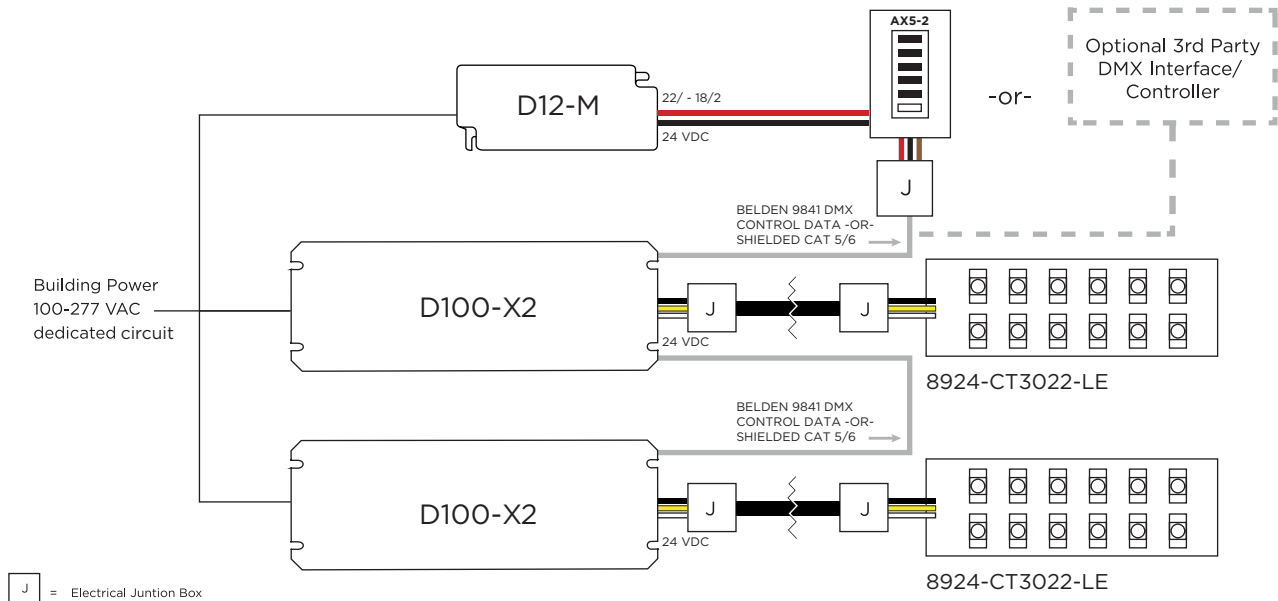 AX5-2
Optional 3rd Party
DMX Interface/
Controller
-or-
D12-M
22/ - 18/2
24 VDC
J
BELDEN 9841 DMX
CONTROL DATA -OR-
SHIELDED CAT 5/6
Building Power
100-277 VAC
dedicated circuit
D100-X2
J
J
24 VDC
8924-CT3022-LE
BELDEN 9841 DMX
CONTROL DATA -OR-
SHIELDED CAT 5/6
D100-X2
J
J
24 VDC
8924-CT3022-LE
J = Electrical Juntion Box